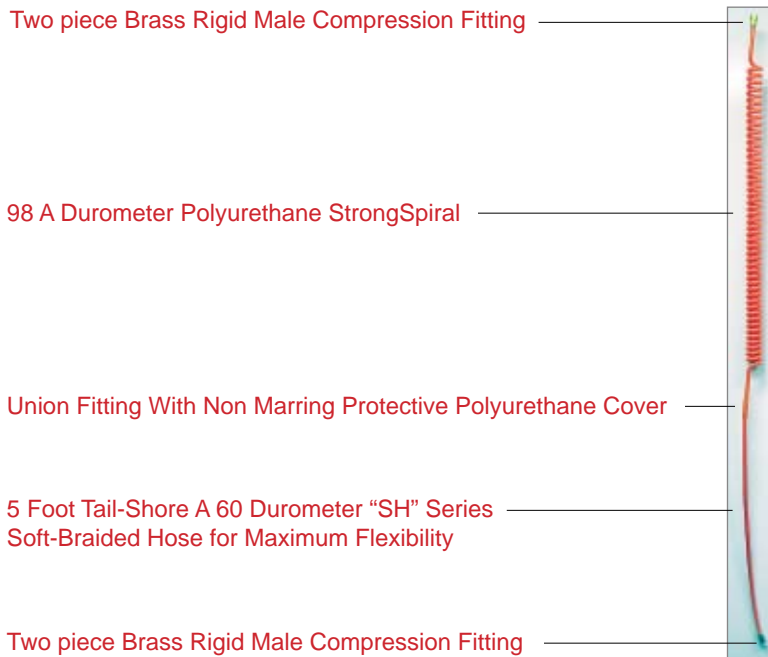 Two piece Brass Rigid Male Compression Fitting
98 A Durometer Polyurethane StrongSpiral
Union Fitting With Non Marring Protective Polyurethane Cover
5 Foot Tail-Shore A 60 Durometer “SH” Series
Soft-Braided Hose for Maximum Flexibility
Two piece Brass Rigid Male Compression Fitting